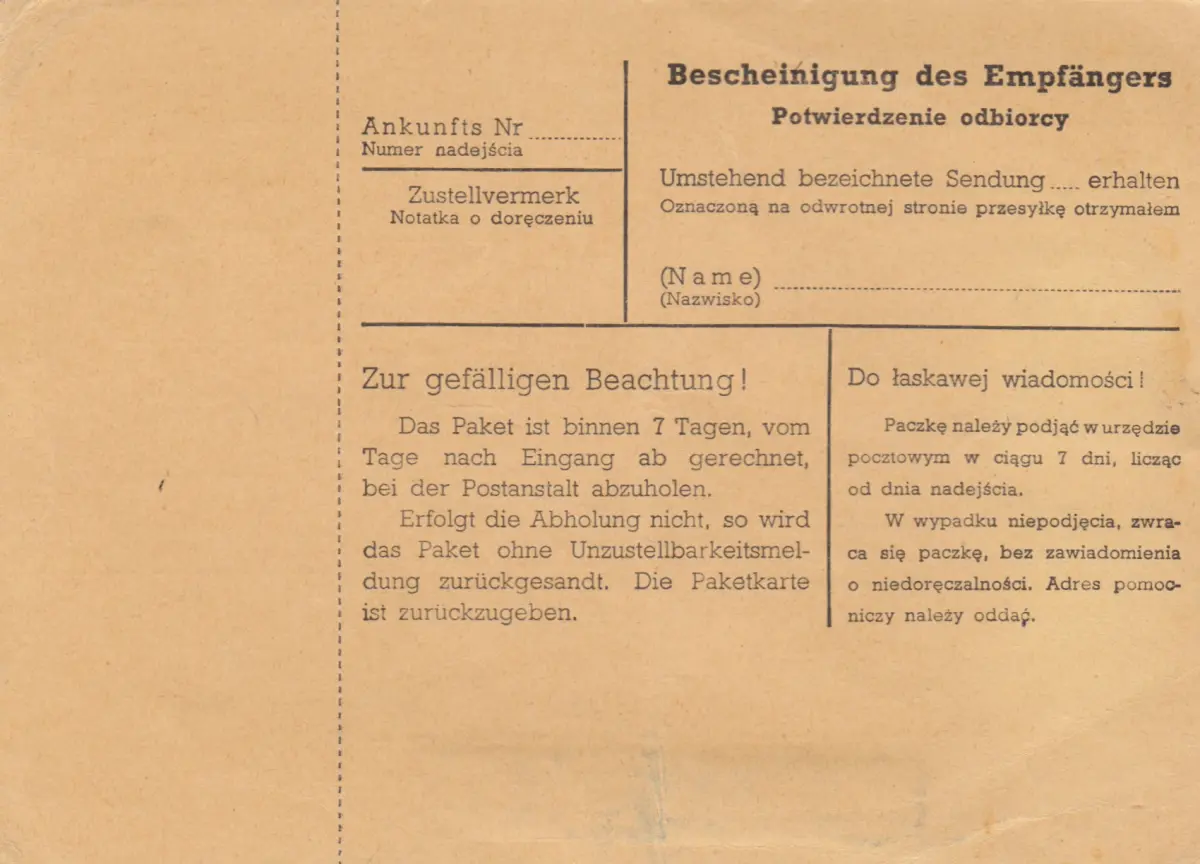 Ankunfts Nr ............
Numer nadejścia
Zustellvermerk
Notatka o doręczeniu
Bescheinigung des Empfängers
Potwierdzenie odbiorcy
Umstehend bezeichnete Sendung ..... erhalten
Oznaczoną na odwrotnej stronie przesyłkę otrzymałem
(Name) ............................................................
(Nazwisko)
Zur gefälligen Beachtung!
Das Paket ist binnen 7 Tagen, vom
Tage nach Eingang ab gerechnet,
bei der Postanstalt abzuholen.
Erfolgt die Abholung nicht, so wird
das Paket ohne Unzustellbarkeitsmel-
dung zurückgesandt. Die Paketkarte
ist zurückzugeben.
Do łaskawej wiadomości!
Paczkę należy podjąć w urzędzie
pocztowym w ciągu 7 dni, licząc
od dnia nadejścia.
W wypadku niepodjęcia, zwra-
ca się paczkę, bez zawiadomienia
o niedoręczalności. Adres pomoc-
niczy należy oddać.